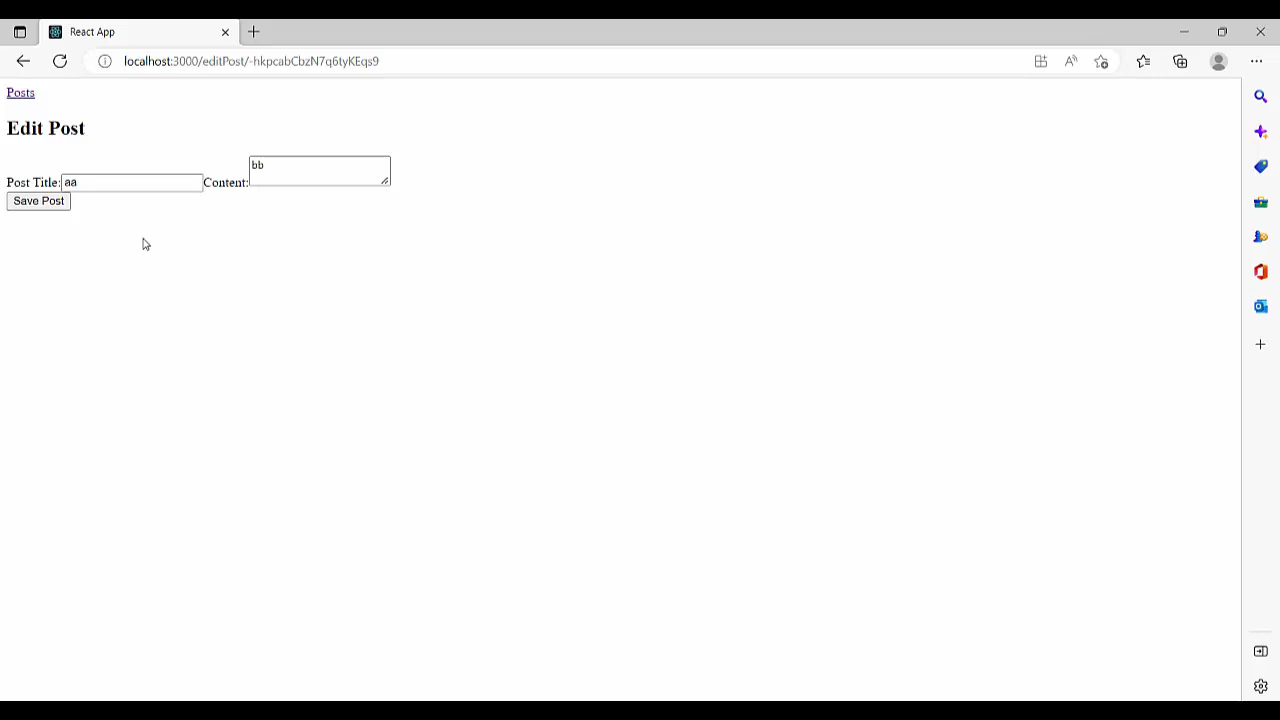 React App
localhost:3000/editPost/-hkpcabCbzN7q6tyKEqs9
Posts
Edit Post
bb
Post Title: aa Content:
Save Post